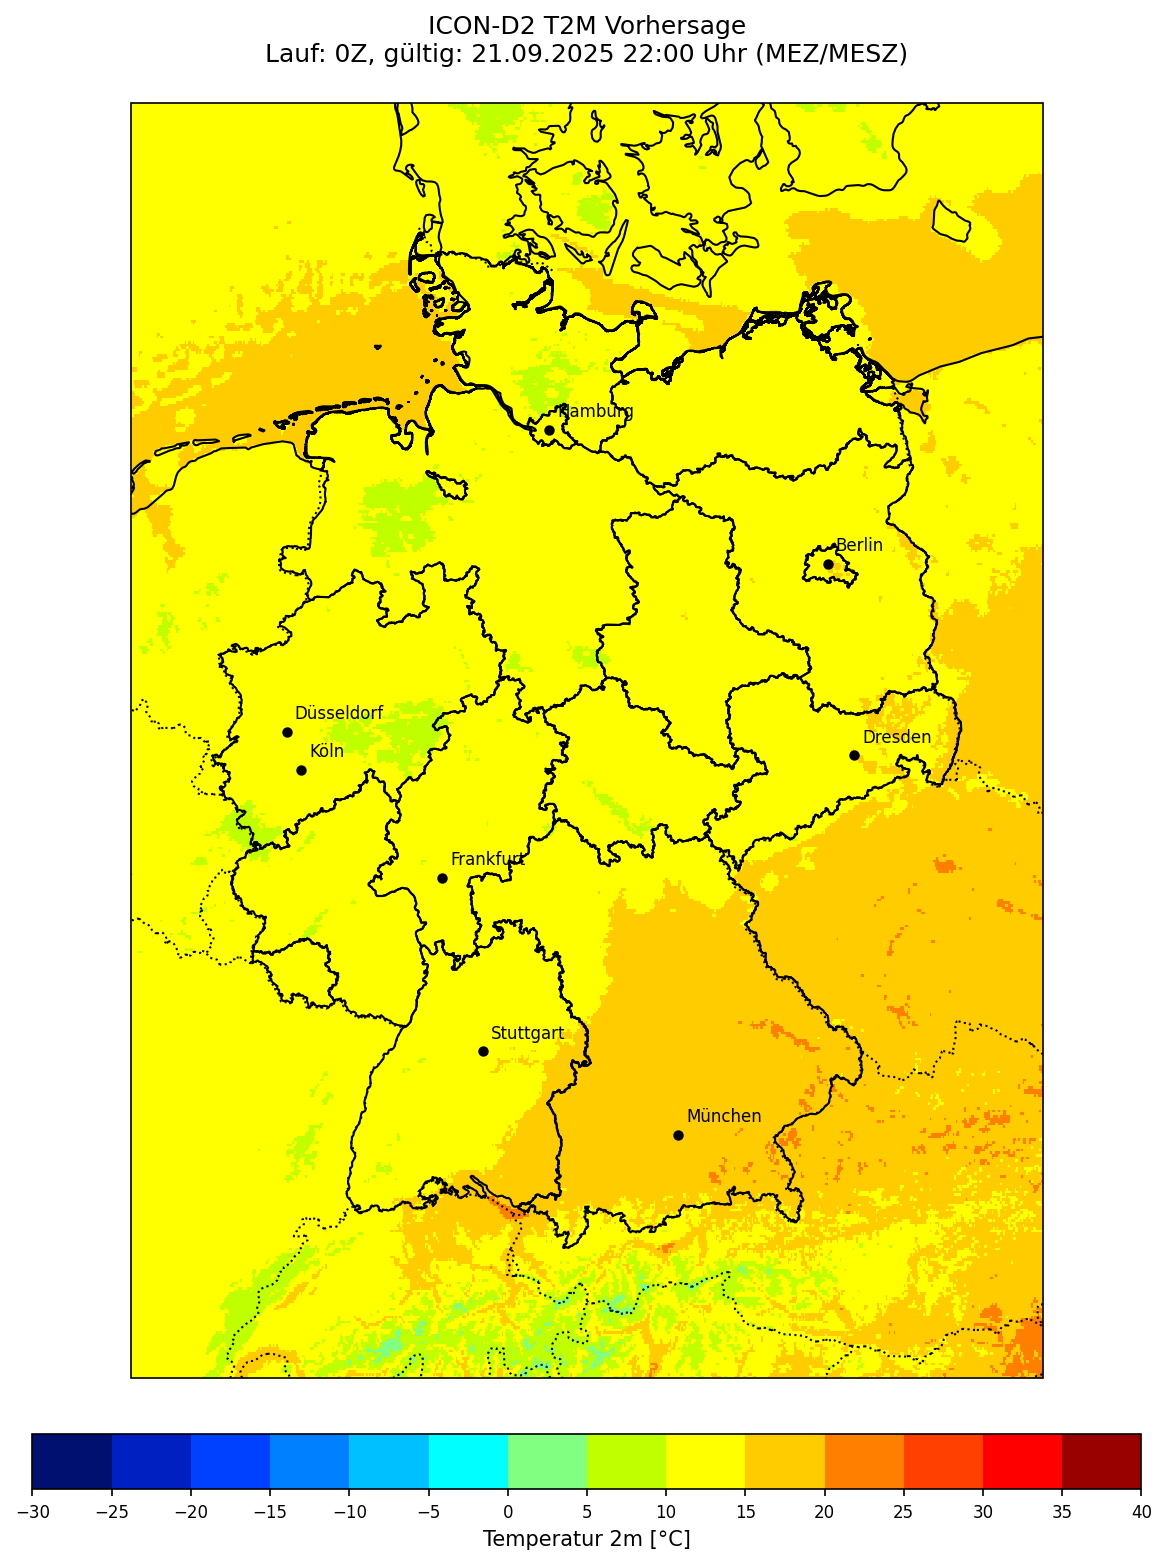 ICON-D2 T2M Vorhersage
Lauf: 0Z, gültig: 21.09.2025 22:00 Uhr (MEZ/MESZ)
Hamburg
Berlin
Düsseldorf
Dresden
Köln
Frankfurt
Stuttgart
München
−30 −25 −20 −15 −10 −5 0 5 10 15 20 25 30 35 40
Temperatur 2m [°C]